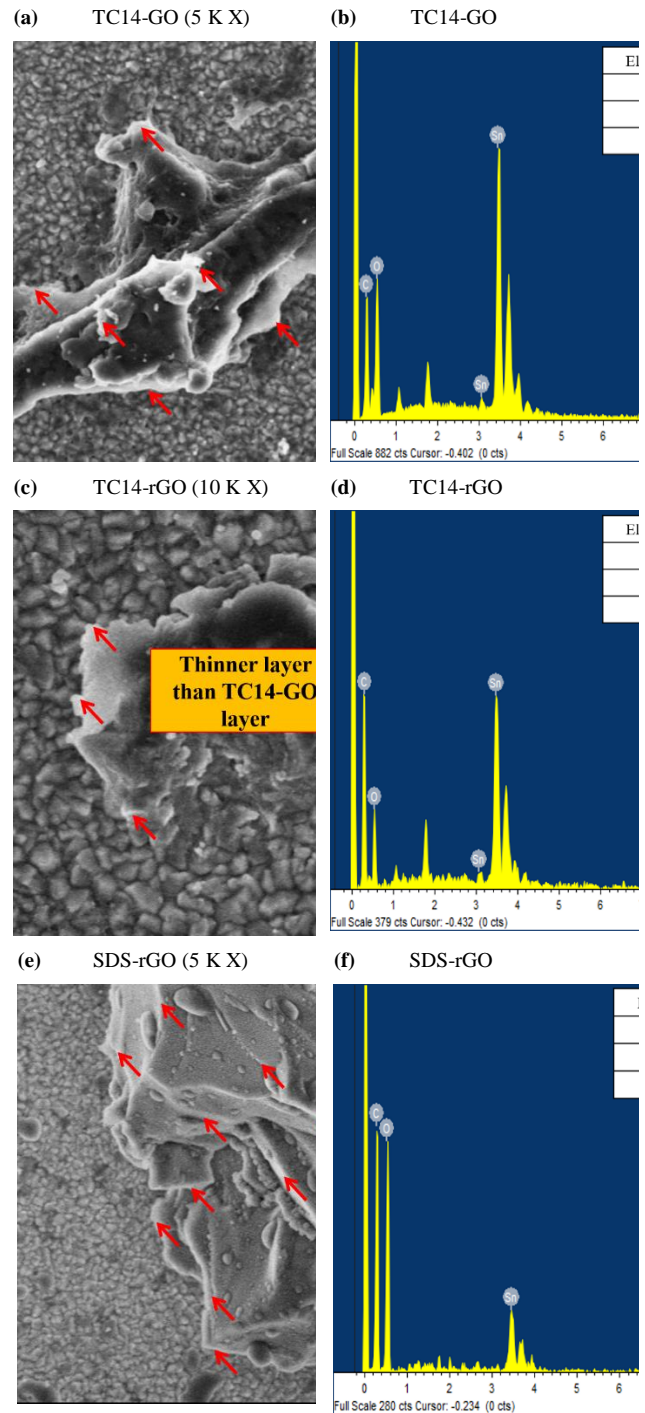 (a) TC14-GO (5 K X) (b) TC14-GO
El
Sn
O
C
Sn
0 1 2 3 4 5 6
Full Scale 882 cts Cursor: -0.402 (0 cts)
(c) TC14-rGO (10 K X) (d) TC14-rGO
El
Thinner layer
than TC14-GO
layer
C
Sn
O
Sn
0 1 2 3 4 5 6
Full Scale 379 cts Cursor: -0.432 (0 cts)
(e) SDS-rGO (5 K X) (f) SDS-rGO
C
O
Sn
0 1 2 3 4 5 6
Full Scale 280 cts Cursor: -0.234 (0 cts)